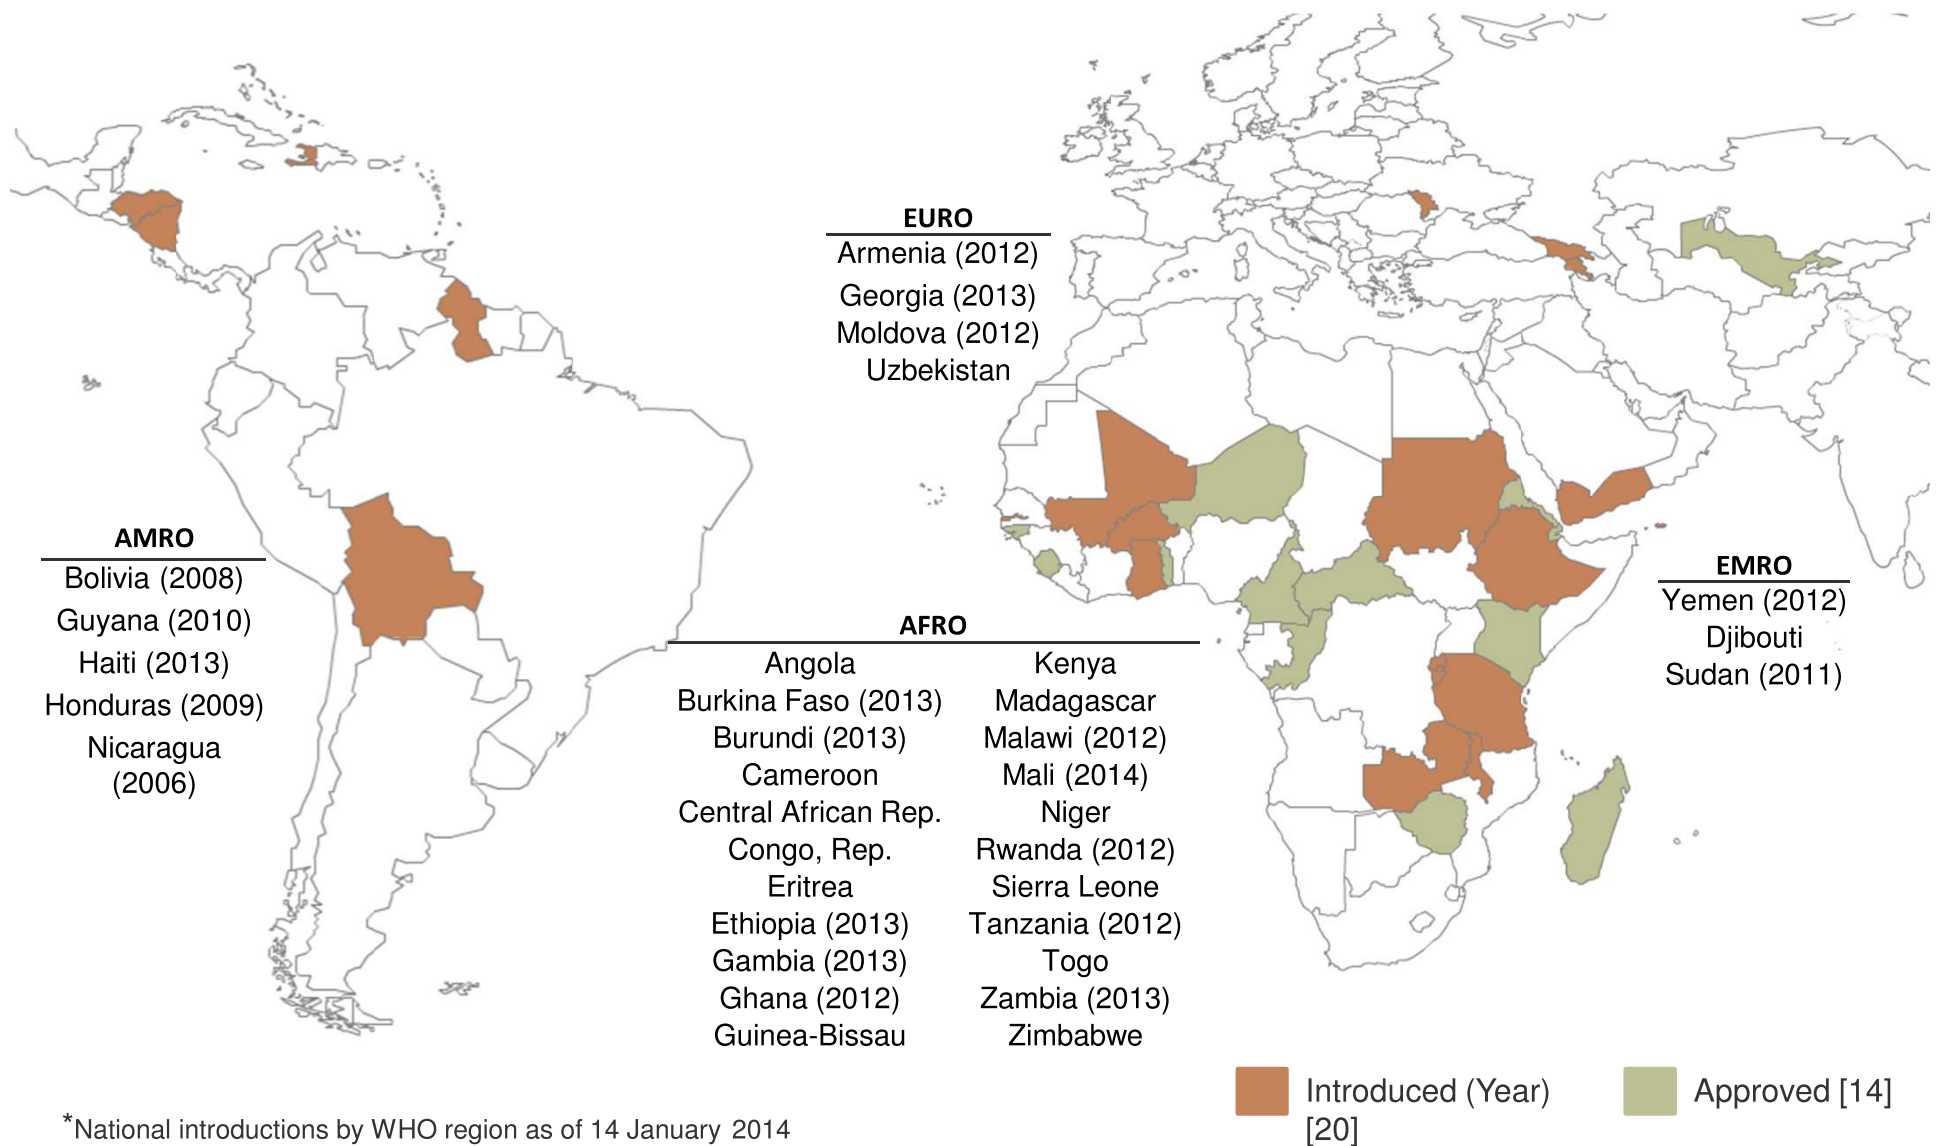 EURO
Armenia (2012)
Georgia (2013)
Moldova (2012)
Uzbekistan
AMRO
Bolivia (2008)
Guyana (2010)
Haiti (2013)
Honduras (2009)
Nicaragua
(2006)
AFRO
Angola
Burkina Faso (2013)
Burundi (2013)
Cameroon
Central African Rep.
Congo, Rep.
Eritrea
Ethiopia (2013)
Gambia (2013)
Ghana (2012)
Guinea-Bissau
Kenya
Madagascar
Malawi (2012)
Mali (2014)
Niger
Rwanda (2012)
Sierra Leone
Tanzania (2012)
Togo
Zambia (2013)
Zimbabwe
EMRO
Yemen (2012)
Djibouti
Sudan (2011)
Introduced (Year)
[20]
Approved [14]
*National introductions by WHO region as of 14 January 2014